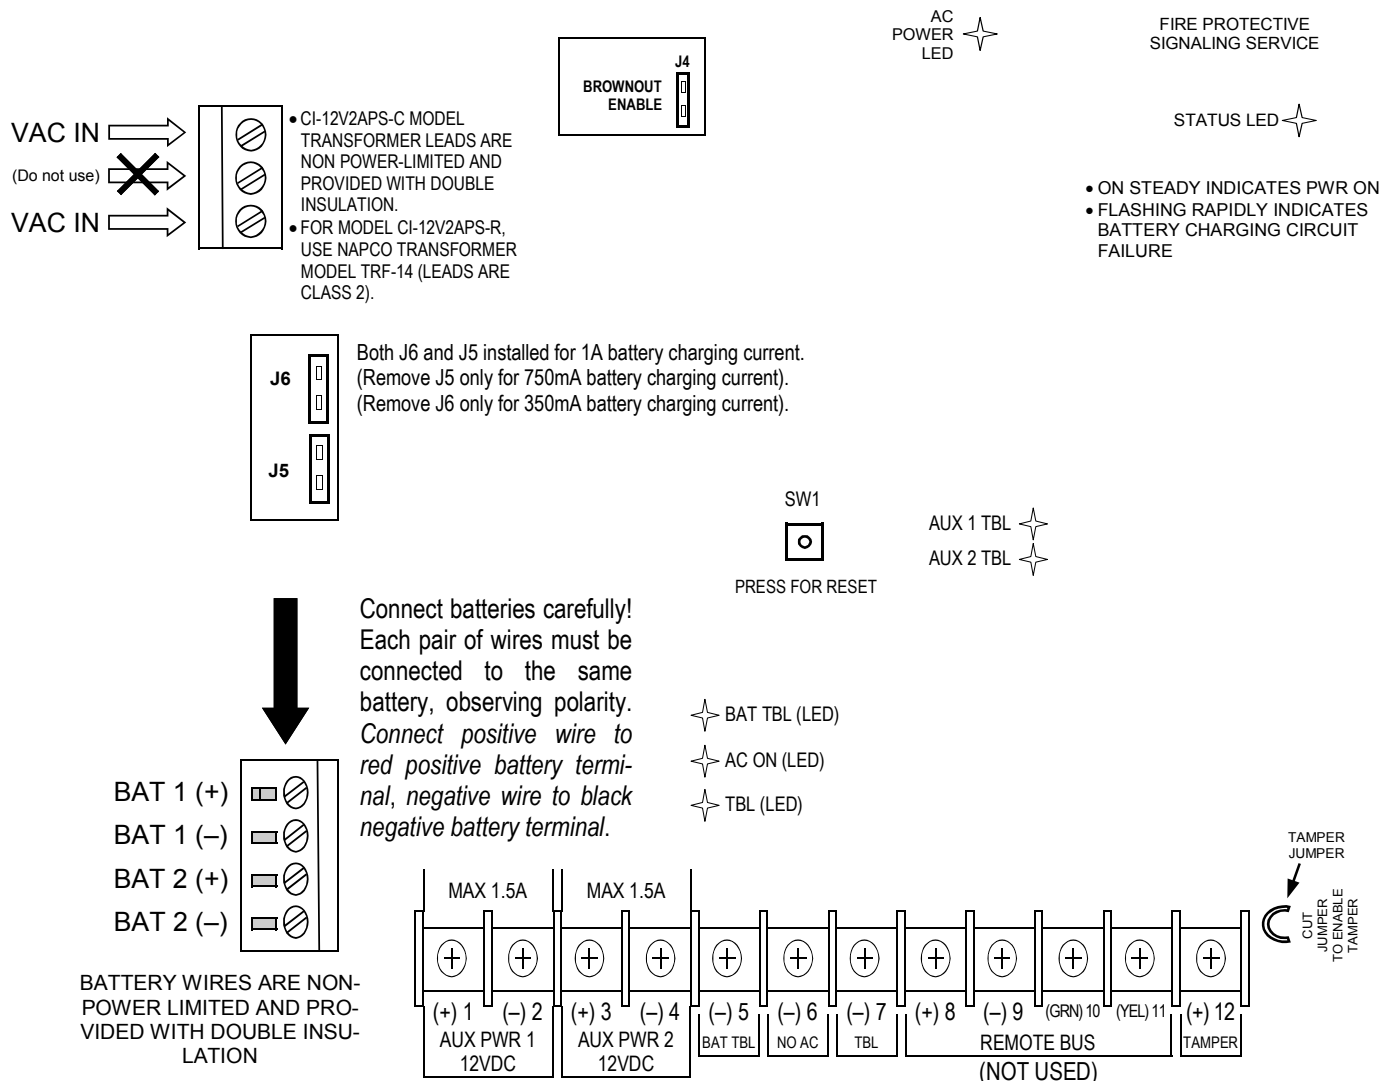 AC
POWER
LED
FIRE PROTECTIVE
SIGNALING SERVICE
J4
BROWNOUT
ENABLE
STATUS LED
• ON STEADY INDICATES PWR ON
• FLASHING RAPIDLY INDICATES
BATTERY CHARGING CIRCUIT
FAILURE
VAC IN
(Do not use)
VAC IN
• CI-12V2APS-C MODEL
TRANSFORMER LEADS ARE
NON POWER-LIMITED AND
PROVIDED WITH DOUBLE
INSULATION.
• FOR MODEL CI-12V2APS-R,
USE NAPCO TRANSFORMER
MODEL TRF-14 (LEADS ARE
CLASS 2).
J6
J5
Both J6 and J5 installed for 1A battery charging current.
(Remove J5 only for 750mA battery charging current).
(Remove J6 only for 350mA battery charging current).
SW1
PRESS FOR RESET
AUX 1 TBL
AUX 2 TBL
Connect batteries carefully!
Each pair of wires must be
connected to the same
battery, observing polarity.
Connect positive wire to
red positive battery termi-
nal, negative wire to black
negative battery terminal.
BAT TBL (LED)
AC ON (LED)
TBL (LED)
BAT 1 (+)
BAT 1 (–)
BAT 2 (+)
BAT 2 (–)
BATTERY WIRES ARE NON-
POWER LIMITED AND PRO-
VIDED WITH DOUBLE INSU-
LATION
TAMPER
JUMPER
CUT
JUMPER
TO ENABLE
TAMPER
MAX 1.5A
MAX 1.5A
(+) 1
(–) 2
(+) 3
(–) 4
(–) 5
(–) 6
(–) 7
(+) 8
(–) 9
(GRN) 10
(YEL) 11
(+) 12
AUX PWR 1
12VDC
AUX PWR 2
12VDC
BAT TBL
NO AC
TBL
REMOTE BUS
(NOT USED)
TAMPER